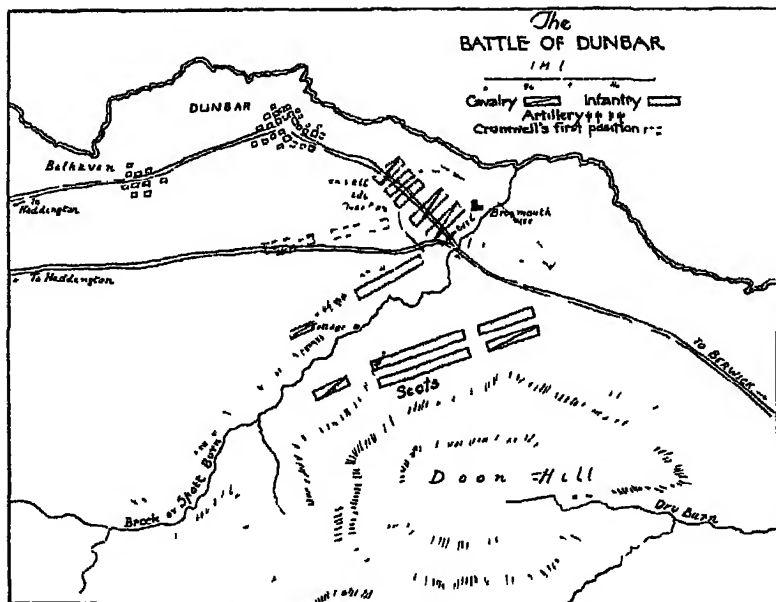 The
BATTLE OF DUNBAR
Cavalry Infantry
Artillery
Cromwell's first position
DUNBAR
Belhaven
To
Haddington
Broxmouth
To Haddington
Cottage
TO BERWICK
Scots
Doon Hill
Brock or Spott Burn
Dry Burn